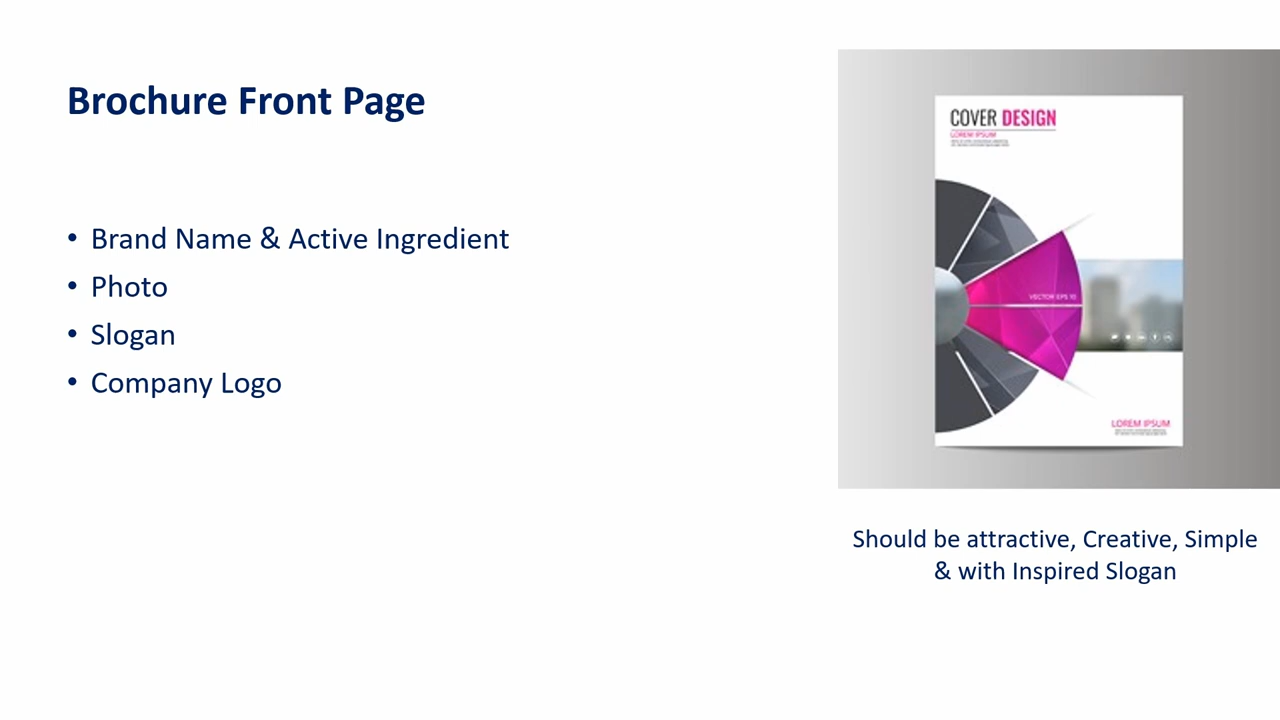 Brochure Front Page
• Brand Name & Active Ingredient
• Photo
• Slogan
• Company Logo
COVER DESIGN
LOREM IPSUM
VECTOR EPS 10
LOREM IPSUM
Should be attractive, Creative, Simple
& with Inspired Slogan